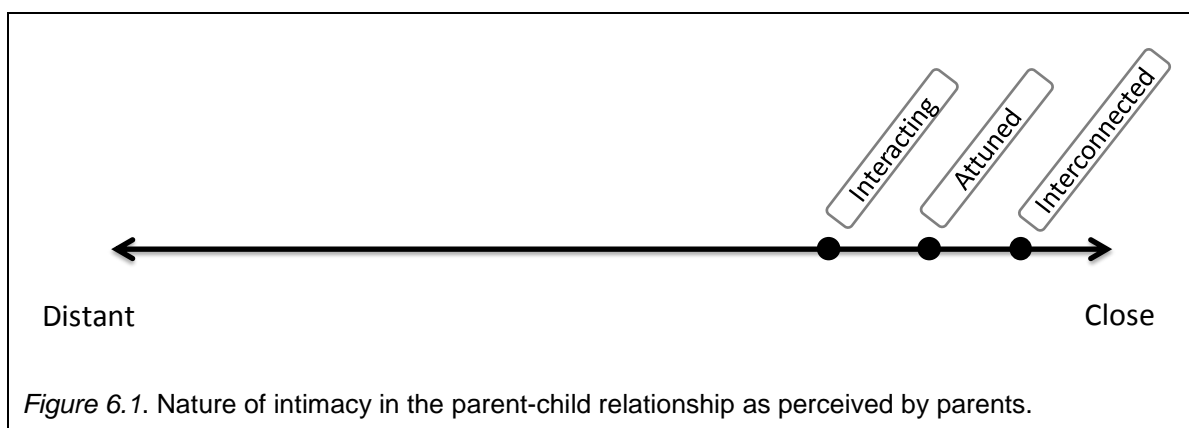 Interacting
Attuned
Interconnected
Distant
Close
Figure 6.1. Nature of intimacy in the parent-child relationship as perceived by parents.